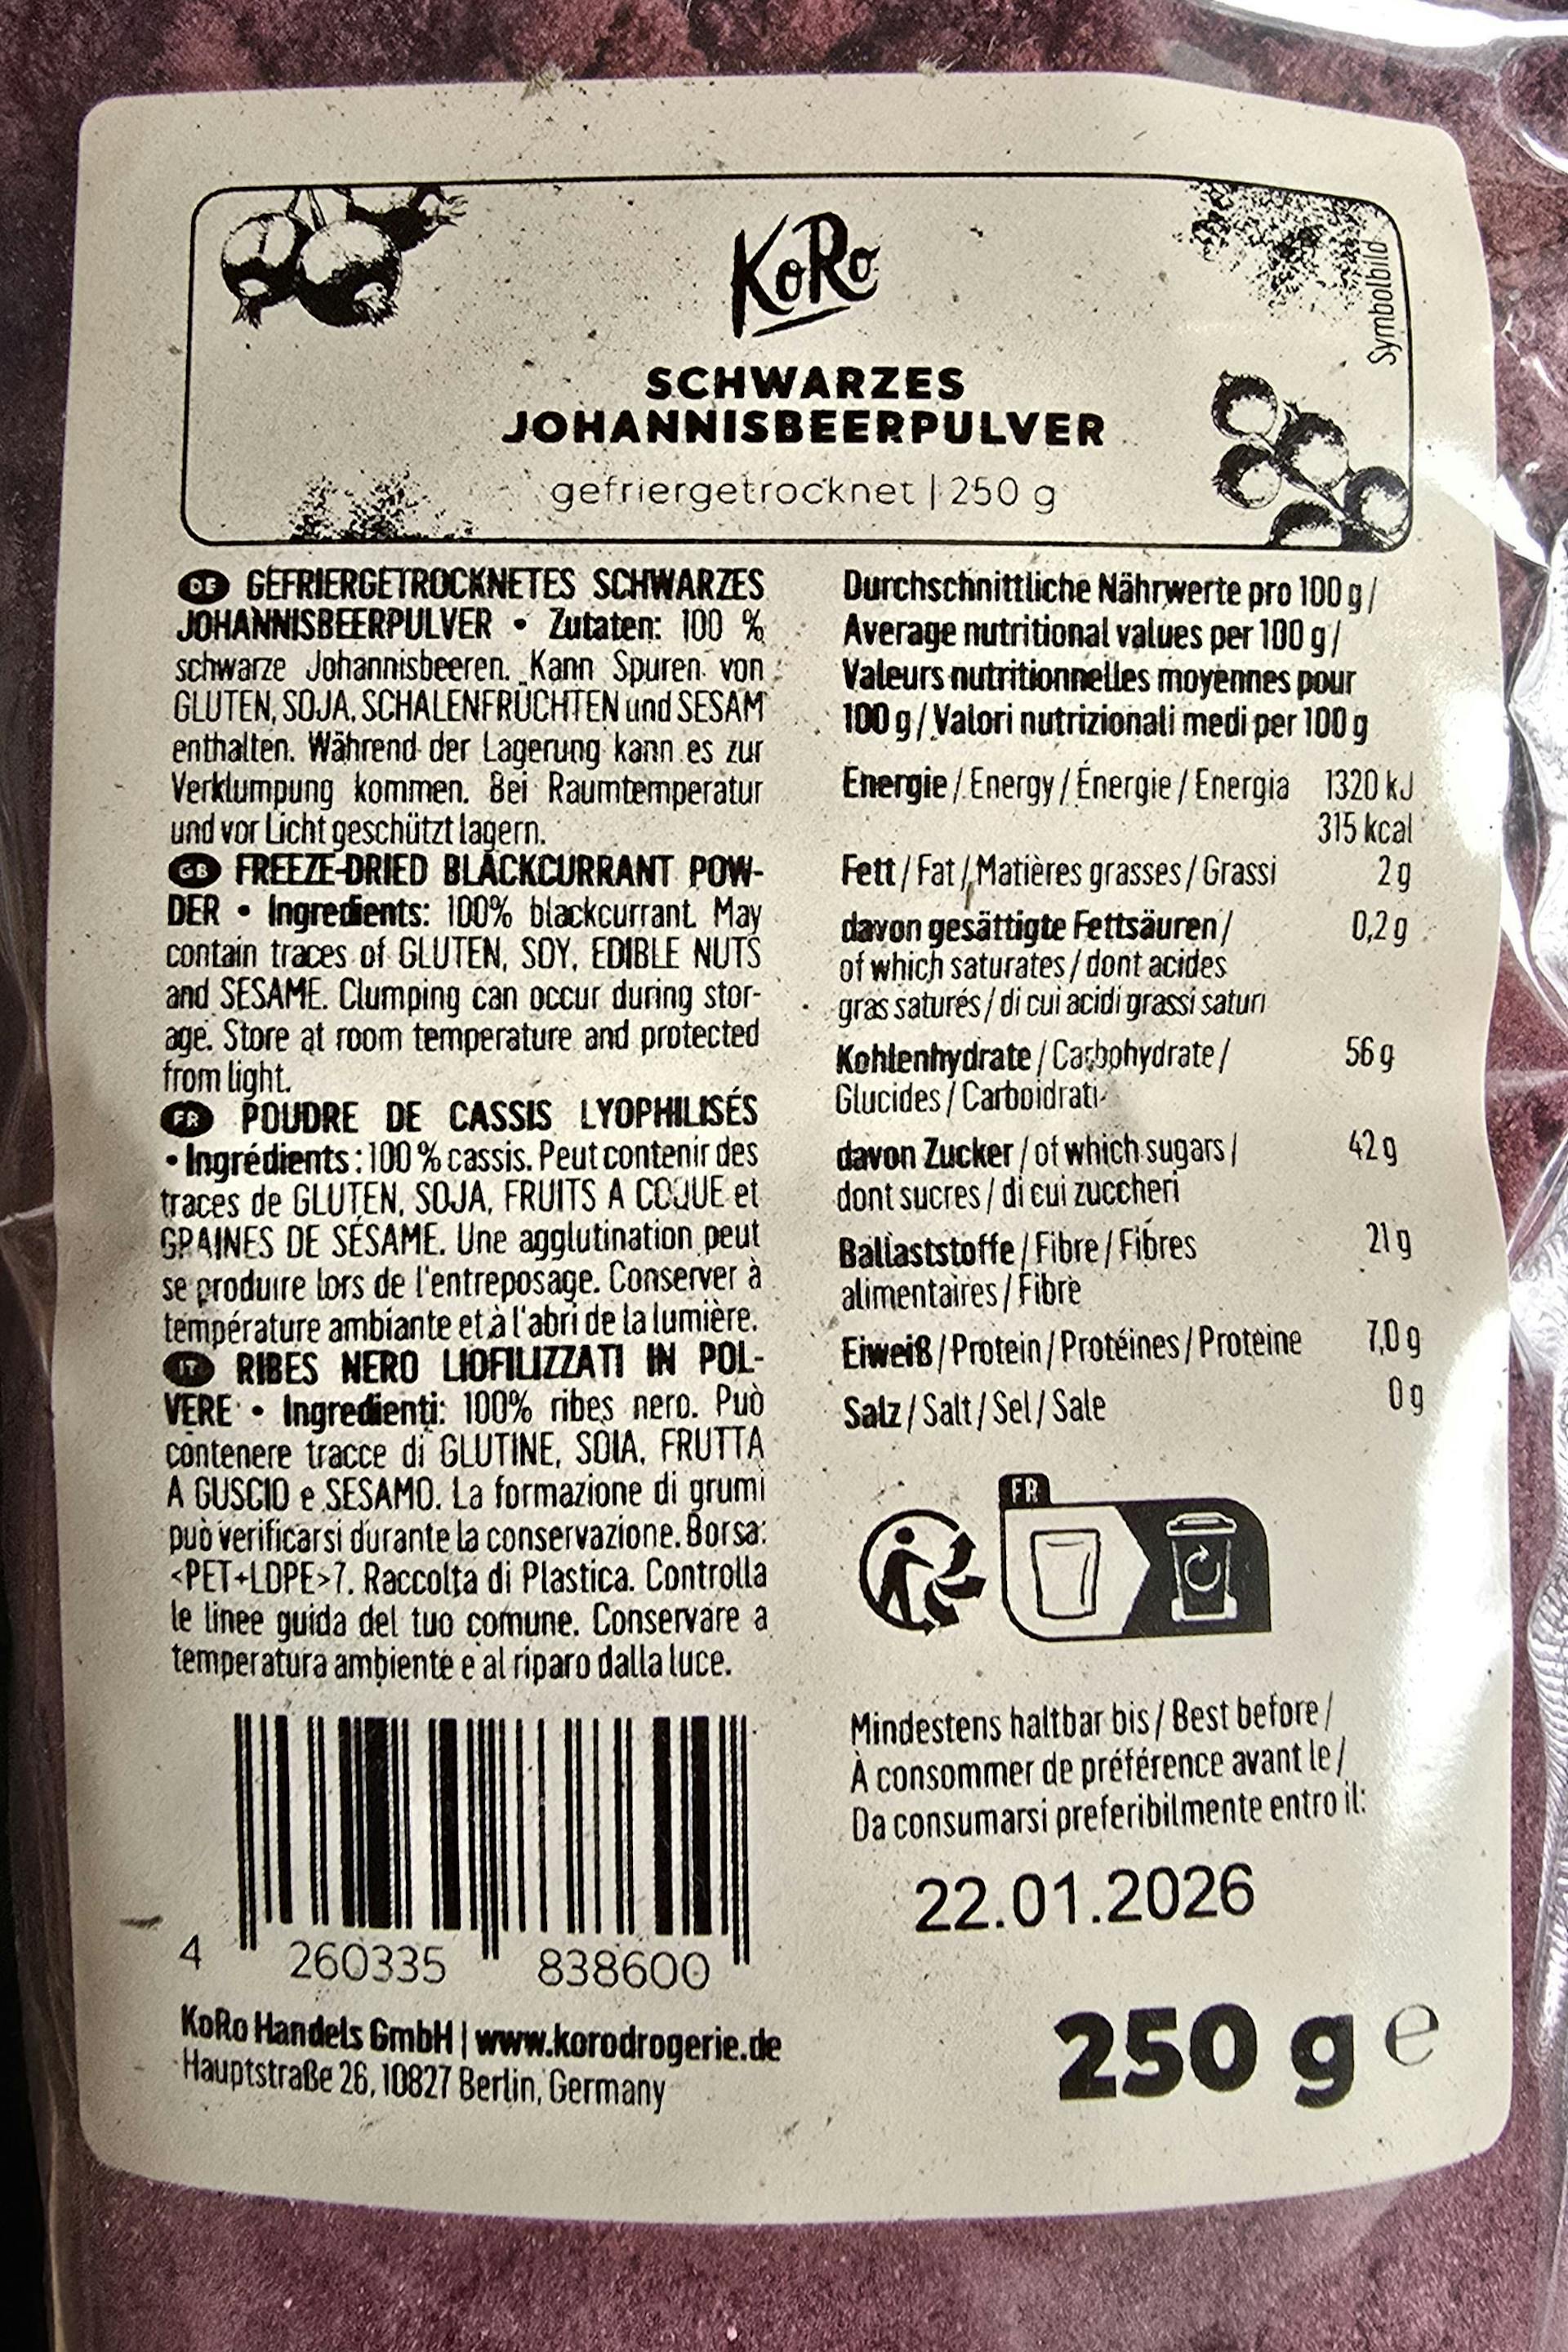 KoRo
Symbolbild
SCHWARZES
JOHANNISBEERPULVER
gefriergetrocknet | 250 g
DE GEFRIERGETROCKNETES SCHWARZES
JOHANNISBEERPULVER • Zutaten: 100 %
schwarze Johannisbeeren. Kann Spuren von
GLUTEN, SOJA, SCHALENFRÜCHTEN und SESAM
enthalten. Während der Lagerung kann es zur
Verklumpung kommen. Bei Raumtemperatur
und vor Licht geschützt lagern.
GB FREEZE-DRIED BLACKCURRANT POW-
DER • Ingredients: 100% blackcurrant. May
contain traces of GLUTEN, SOY, EDIBLE NUTS
and SESAME. Clumping can occur during stor-
age. Store at room temperature and protected
from light.
FR POUDRE DE CASSIS LYOPHILISÉS
• Ingrédients : 100 % cassis. Peut contenir des
traces de GLUTEN, SOJA, FRUITS A COQUE et
GRAINES DE SÉSAME. Une agglutination peut
se produire lors de l'entreposage. Conserver à
température ambiante et à l'abri de la lumière.
IT RIBES NERO LIOFILIZZATI IN POL-
VERE • Ingredienti: 100% ribes nero. Può
contenere tracce di GLUTINE, SOIA, FRUTTA
A GUSCIO e SESAMO. La formazione di grumi
può verificarsi durante la conservazione. Borsa:
<PET+LDPE>7. Raccolta di Plastica. Controlla
le linee guida del tuo comune. Conservare a
temperatura ambiente e al riparo dalla luce.
4 260335 838600
KoRo Handels GmbH | www.korodrogerie.de
Hauptstraße 26, 10827 Berlin, Germany
Durchschnittliche Nährwerte pro 100 g /
Average nutritional values per 100 g /
Valeurs nutritionnelles moyennes pour
100 g / Valori nutrizionali medi per 100 g
Energie / Energy / Énergie / Energia 1320 kJ
315 kcal
Fett / Fat / Matières grasses / Grassi 2 g
davon gesättigte Fettsäuren / 0,2 g
of which saturates / dont acides
gras saturés / di cui acidi grassi saturi
Kohlenhydrate / Carbohydrate / 56 g
Glucides / Carboidrati
davon Zucker / of which sugars / 42 g
dont sucres / di cui zuccheri
Ballaststoffe / Fibre / Fibres 21 g
alimentaires / Fibre
Eiweiß / Protein / Protéines / Proteine 7,0 g
Salz / Salt / Sel / Sale 0 g
FR
Mindestens haltbar bis / Best before /
À consommer de préférence avant le /
Da consumarsi preferibilmente entro il:
22.01.2026
250 g ℮